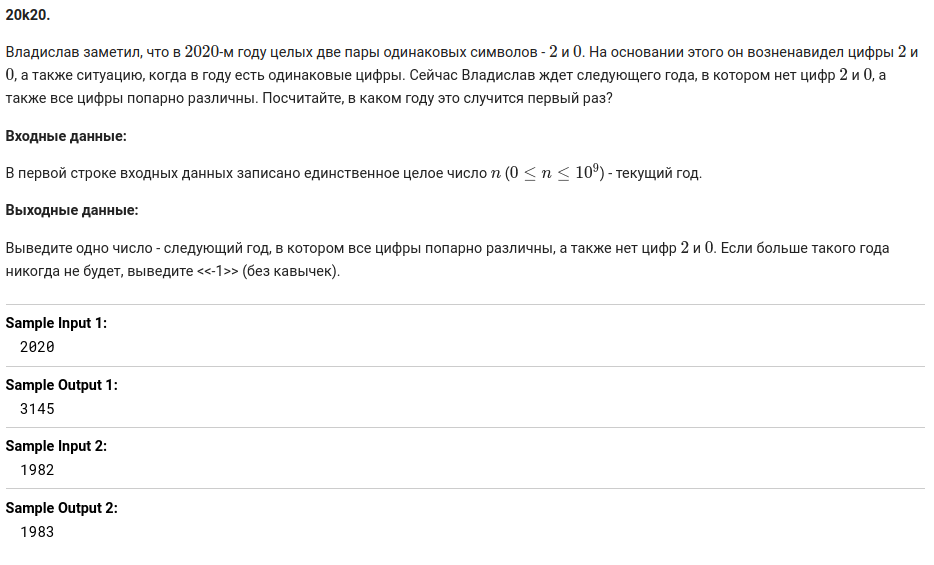 20k20.
Владислав заметил, что в 2020-м году целых две пары одинаковых символов - 2 и 0. На основании этого он возненавидел цифры 2 и
0, а также ситуацию, когда в году есть одинаковые цифры. Сейчас Владислав ждет следующего года, в котором нет цифр 2 и 0, а
также все цифры попарно различны. Посчитайте, в каком году это случится первый раз?
Входные данные:
В первой строке входных данных записано единственное целое число n (0 ≤ n ≤ 10⁹) - текущий год.
Выходные данные:
Выведите одно число - следующий год, в котором все цифры попарно различны, а также нет цифр 2 и 0. Если больше такого года
никогда не будет, выведите <<-1>> (без кавычек).
Sample Input 1:
2020
Sample Output 1:
3145
Sample Input 2:
1982
Sample Output 2:
1983